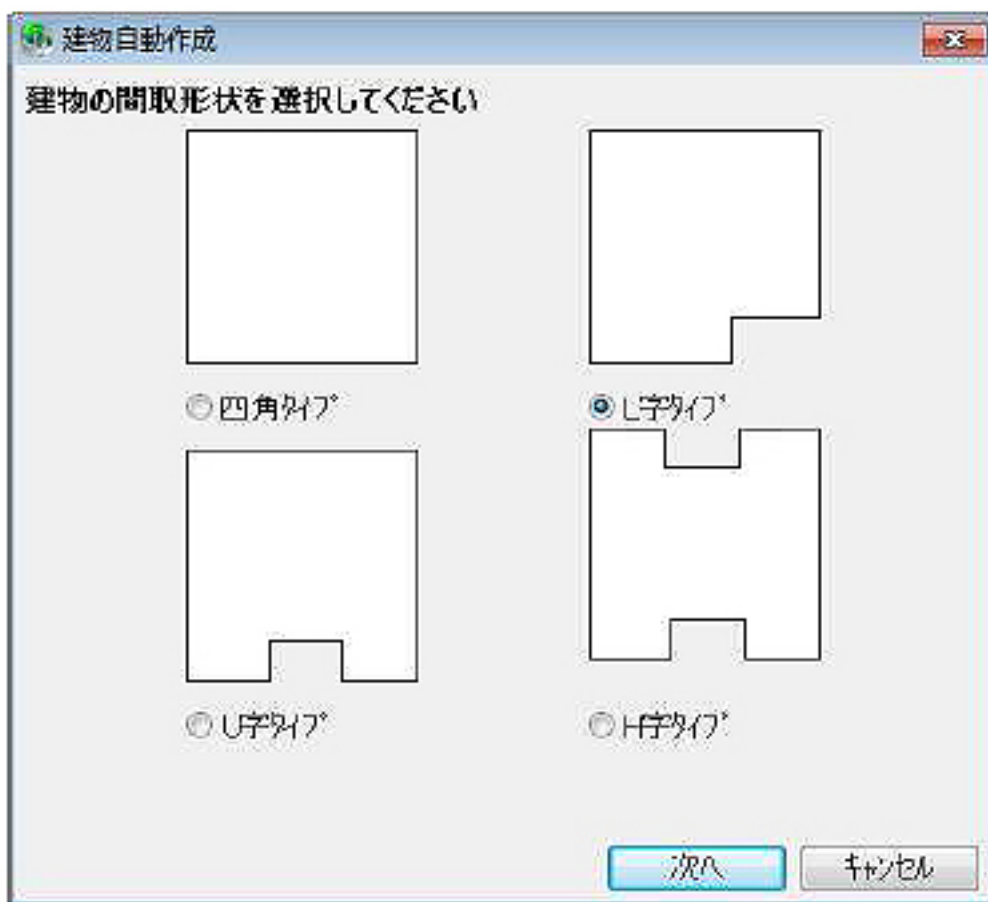 建物自動作成
建物の間取形状を選択してください
四角ﾀｲﾌﾟ
L字ﾀｲﾌﾟ
U字ﾀｲﾌﾟ
H字ﾀｲﾌﾟ
次へ
ｷｬﾝｾﾙ